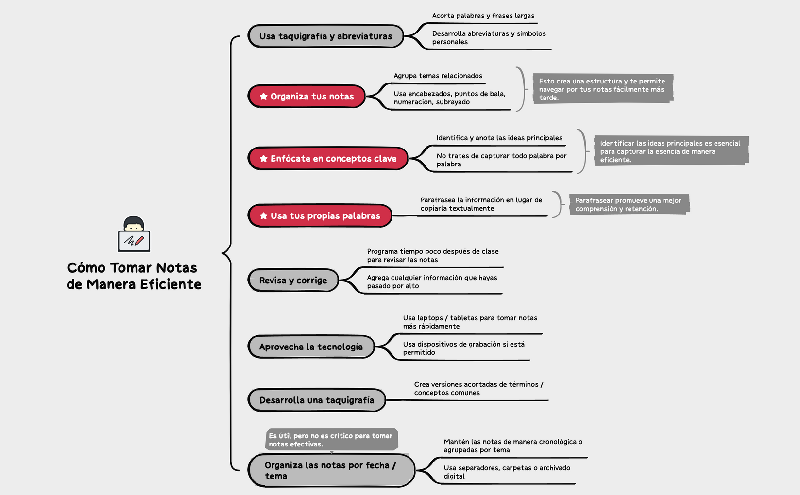 Cómo Tomar Notas
de Manera Eficiente
Usa taquigrafía y abreviaturas
Acorta palabras y frases largas
Desarrolla abreviaturas y símbolos
personales
Organiza tus notas
Agrupa temas relacionados
Usa encabezados, puntos de bala,
numeración, subrayado
Esto crea una estructura y te permite
navegar por tus notas fácilmente más
tarde.
Enfócate en conceptos clave
Identifica y anota las ideas principales
No trates de capturar todo palabra por
palabra
Identificar las ideas principales es esencial
para capturar la esencia de manera
eficiente.
Usa tus propias palabras
Parafrasea la información en lugar de
copiarla textualmente
Parafrasear promueve una mejor
comprensión y retención.
Revisa y corrige
Programa tiempo poco después de clase
para revisar las notas
Agrega cualquier información que hayas
pasado por alto
Aprovecha la tecnología
Usa laptops / tabletas para tomar notas
más rápidamente
Usa dispositivos de grabación si está
permitido
Desarrolla una taquigrafía
Crea versiones acortadas de términos /
conceptos comunes
Es útil, pero no es crítico para tomar
notas efectivas.
Organiza las notas por fecha /
tema
Mantén las notas de manera cronológica o
agrupadas por tema
Usa separadores, carpetas o archivado
digital